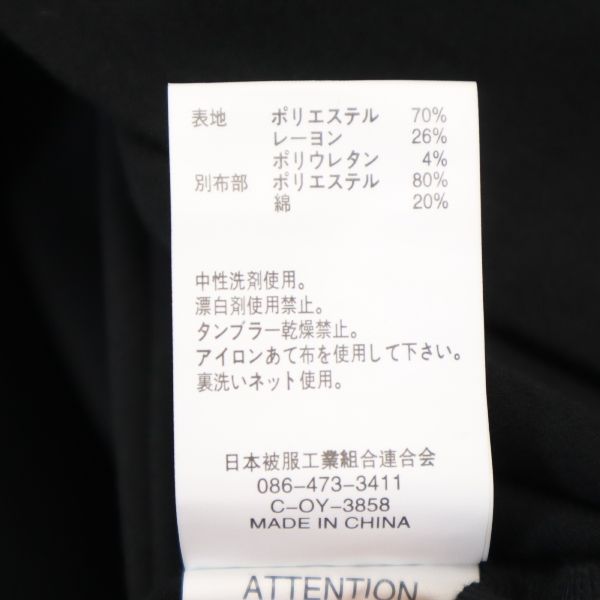 表地 ポリエステル 70%
レーヨン 26%
ポリウレタン 4%
別布部 ポリエステル 80%
綿 20%
中性洗剤使用。
漂白剤使用禁止。
タンブラー乾燥禁止。
アイロンあて布を使用して下さい。
裏洗いネット使用。
日本被服工業組合連合会
086-473-3411
C-OY-3858
MADE IN CHINA
ATTENTION